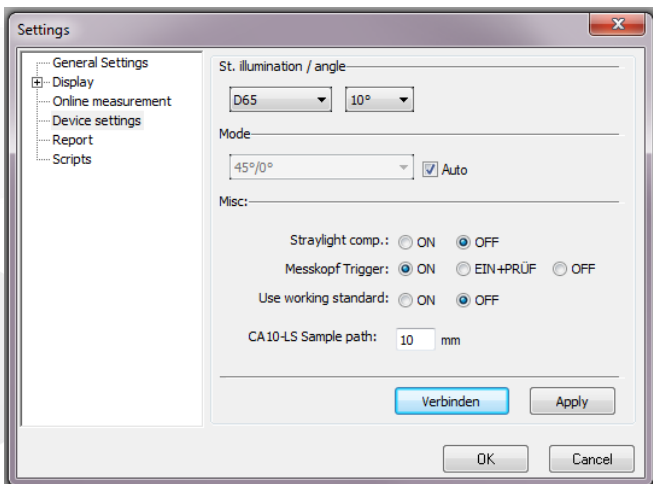 Settings
x
General Settings
Display
Online measurement
Device settings
Report
Scripts
St. illumination / angle
D65 10°
Mode
45°/0° Auto
Misc:
Straylight comp.: ON OFF
Messkopf Trigger: ON EIN+PRÜF OFF
Use working standard: ON OFF
CA10-LS Sample path: 10 mm
Verbinden Apply
OK Cancel